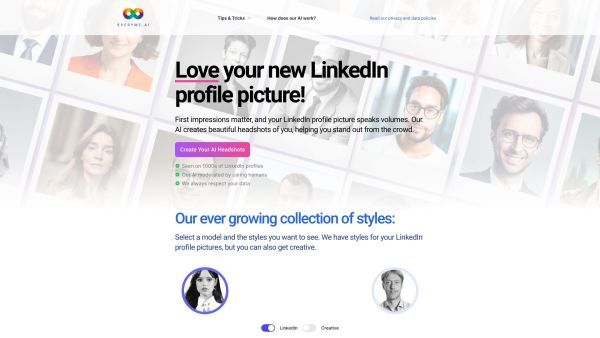 Tips & Tricks
How does our AI work?
Read our privacy and data policies
EVERYME.AI
Love your new LinkedIn
profile picture!
First impressions matter, and your LinkedIn profile picture speaks volumes. Our
AI creates beautiful headshots of you, helping you stand out from the crowd.
Create Your AI Headshots
Seen on 1000s of LinkedIn profiles
Our AI moderated by caring humans
We always respect your data
Our ever growing collection of styles:
Select a model and the styles you want to see. We have styles for your LinkedIn
profile pictures, but you can also get creative.
LinkedIn
Creative